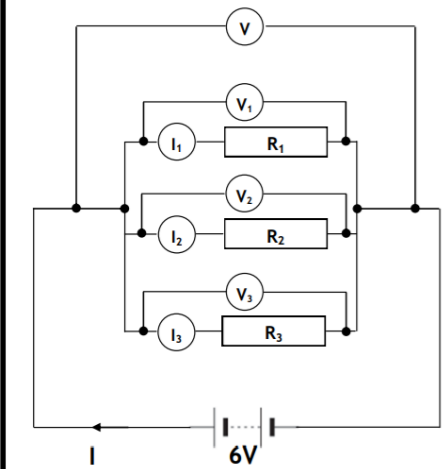 V
V₁
I₁
R₁
V₂
I₂
R₂
V₃
I₃
R₃
I
6V